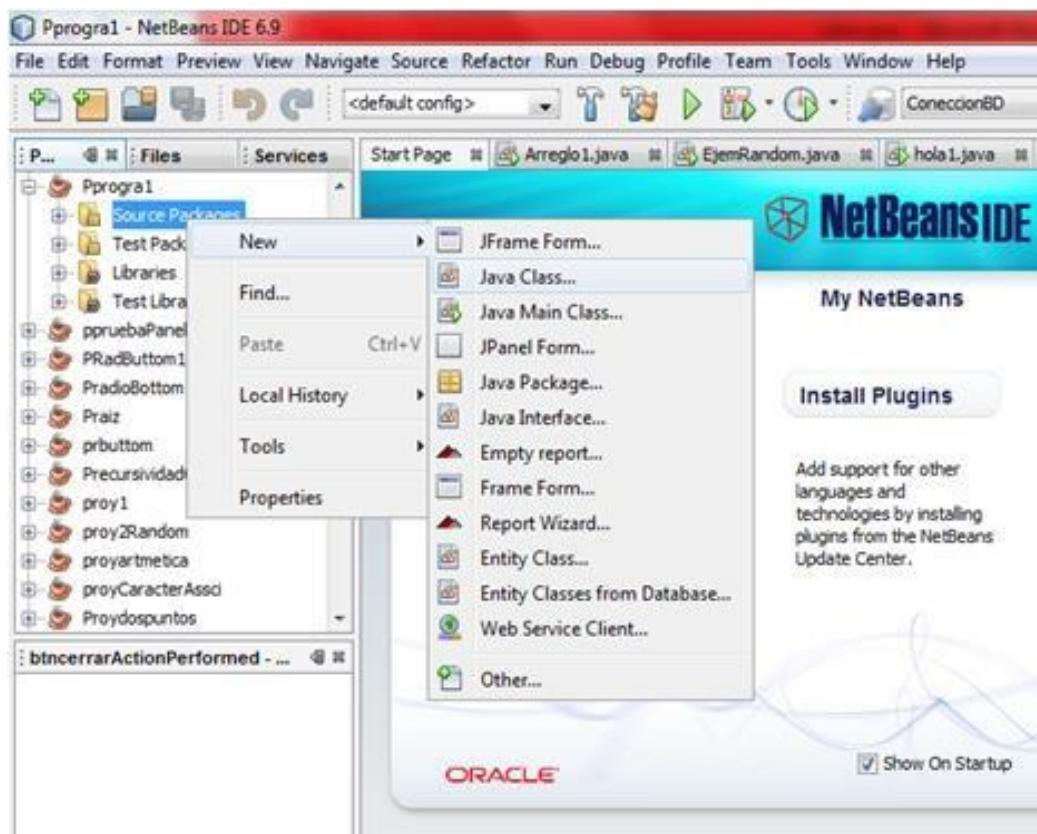 Pprogra1 - NetBeans IDE 6.9
File Edit Format Preview View Navigate Source Refactor Run Debug Profile Team Tools Window Help
<default config>
ConeccionBD
P... Files Services
Start Page Arreglo1.java EjemRandom.java hola1.java
Pprogra1
Source Packages
Test Pack
Libraries
Test Libra
ppruebaPanel
PRadButtom1
PradioBottom
Praiz
prbuttom
Precursivida
proy1
proy2Random
proyartmetica
proyCaracterAssci
Proydospuntos
New
Find...
Paste Ctrl+V
Local History
Tools
Properties
JFrame Form...
Java Class...
Java Main Class...
JPanel Form...
Java Package...
Java Interface...
Empty report...
Frame Form...
Report Wizard...
Entity Class...
Entity Classes from Database...
Web Service Client...
Other...
NetBeans IDE
My NetBeans
Install Plugins
Add support for other
languages and
technologies by installing
plugins from the NetBeans
Update Center.
btncerrarActionPerformed - ...
ORACLE
Show On Startup